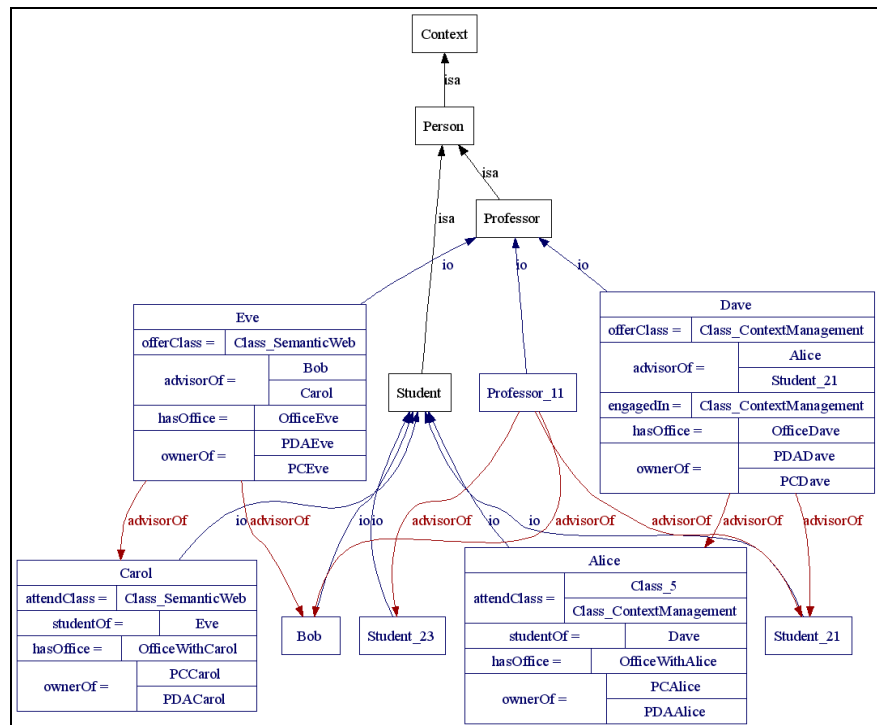 Context
isa
Person
isa
isa
Professor
io
io
io
Eve
offerClass = Class_SemanticWeb
advisorOf = Bob
Carol
hasOffice = OfficeEve
ownerOf = PDAEve
PCEve
Student
Professor_11
Dave
offerClass = Class_ContextManagement
advisorOf = Alice
Student_21
engagedIn = Class_ContextManagement
hasOffice = OfficeDave
ownerOf = PDADave
PCDave
advisorOf
io
advisorOf
io
io
advisorOf
io
io
advisorOf
advisorOf
advisorOf
advisorOf
Carol
attendClass = Class_SemanticWeb
studentOf = Eve
hasOffice = OfficeWithCarol
ownerOf = PCCarol
PDACarol
Bob
Student_23
Alice
attendClass = Class_5
Class_ContextManagement
studentOf = Dave
hasOffice = OfficeWithAlice
ownerOf = PCAlice
PDAAlice
Student_21